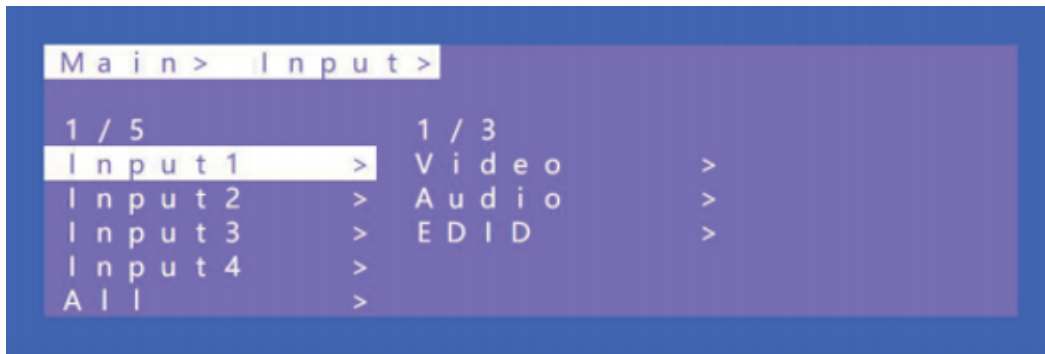 Main> Input>
1/5 1/3
Input1 > Video >
Input2 > Audio >
Input3 > EDID >
Input4 >
All >